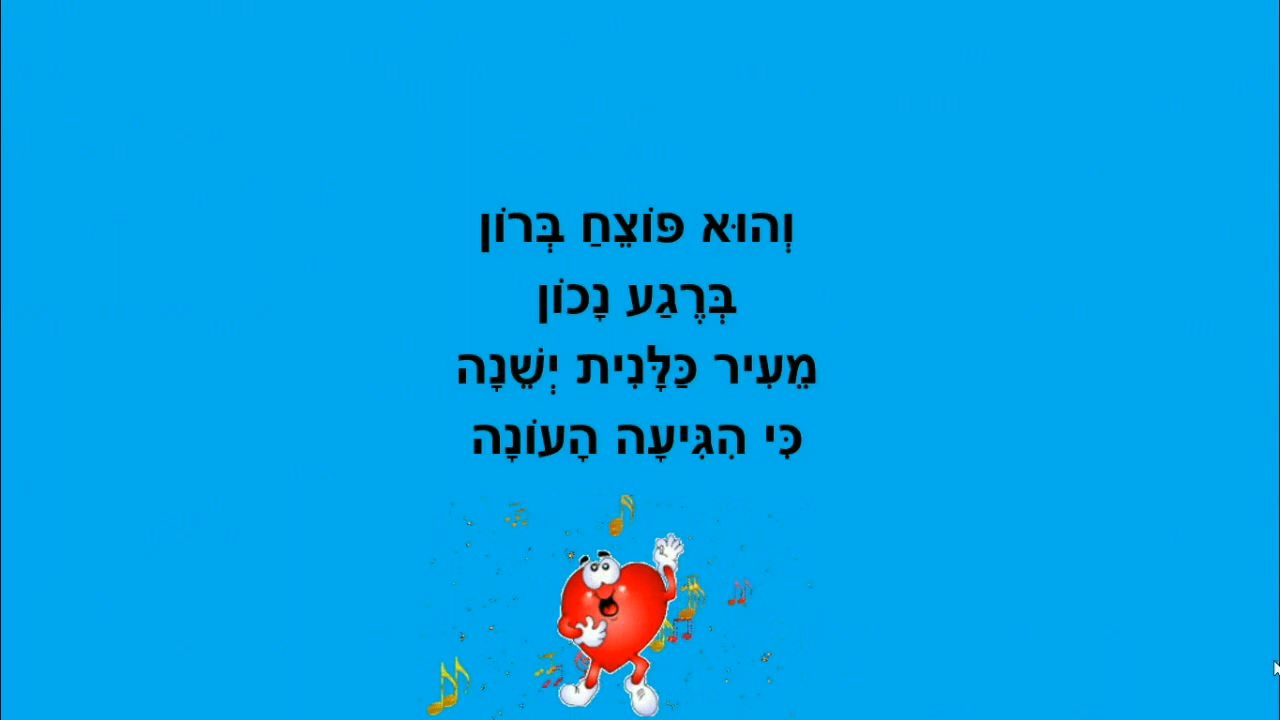 וְהוּא פּוֹצֵחַ בְּרוֹן
בְּרֶגַע נָכוֹן
מֵעִיר כַּלָּנִית יְשֵׁנָה
כִּי הִגִּיעָה הָעוֹנָה